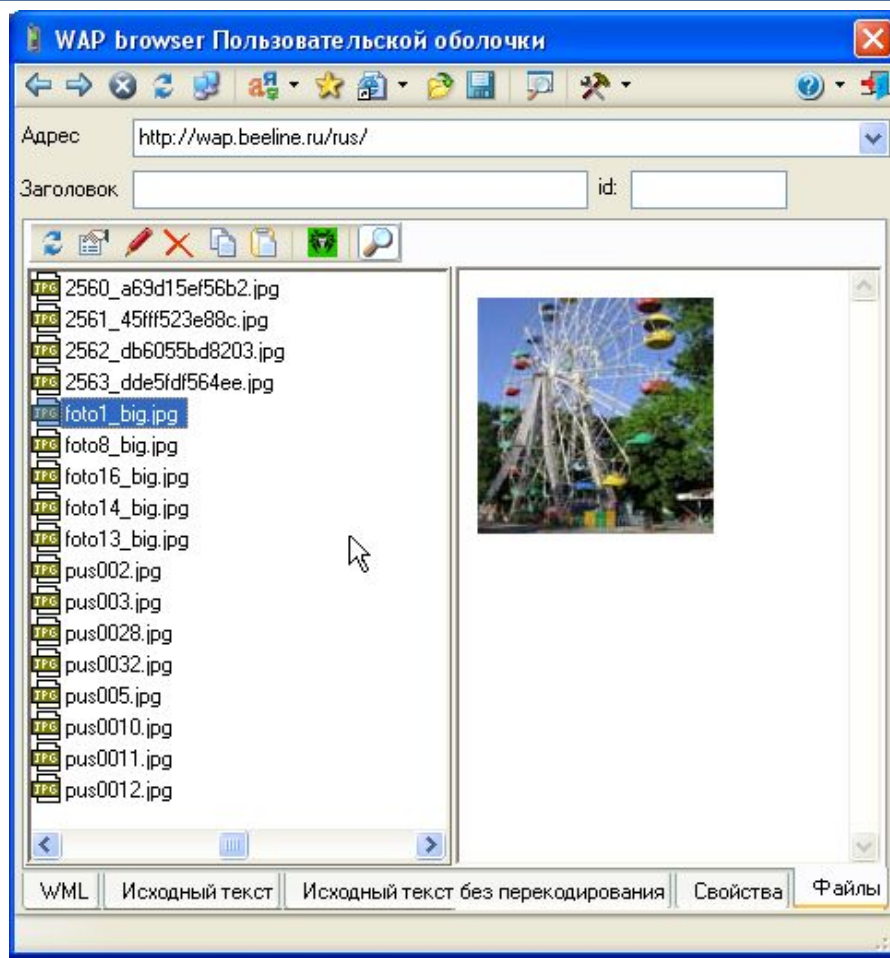 WAP browser Пользовательской оболочки
Адрес http://wap.beeline.ru/rus/
Заголовок id:
2560_a69d15ef56b2.jpg
2561_45fff523e88c.jpg
2562_db6055bd8203.jpg
2563_dde5fdf564ee.jpg
foto1_big.jpg
foto8_big.jpg
foto16_big.jpg
foto14_big.jpg
foto13_big.jpg
pus002.jpg
pus003.jpg
pus0028.jpg
pus0032.jpg
pus005.jpg
pus0010.jpg
pus0011.jpg
pus0012.jpg
WML Исходный текст Исходный текст без перекодирования Свойства Файлы